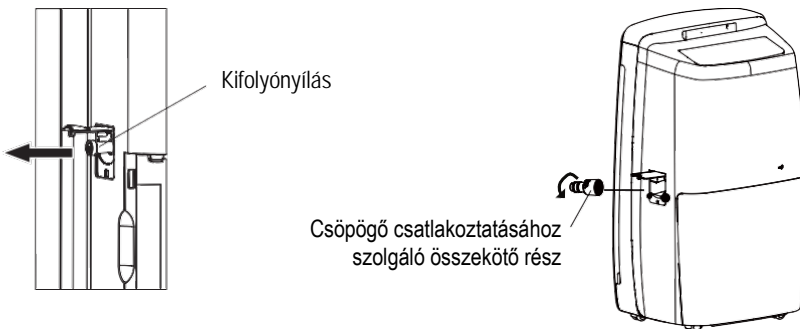 Kifolyónyílás
Csöpögő csatlakoztatásához
szolgáló összekötő rész